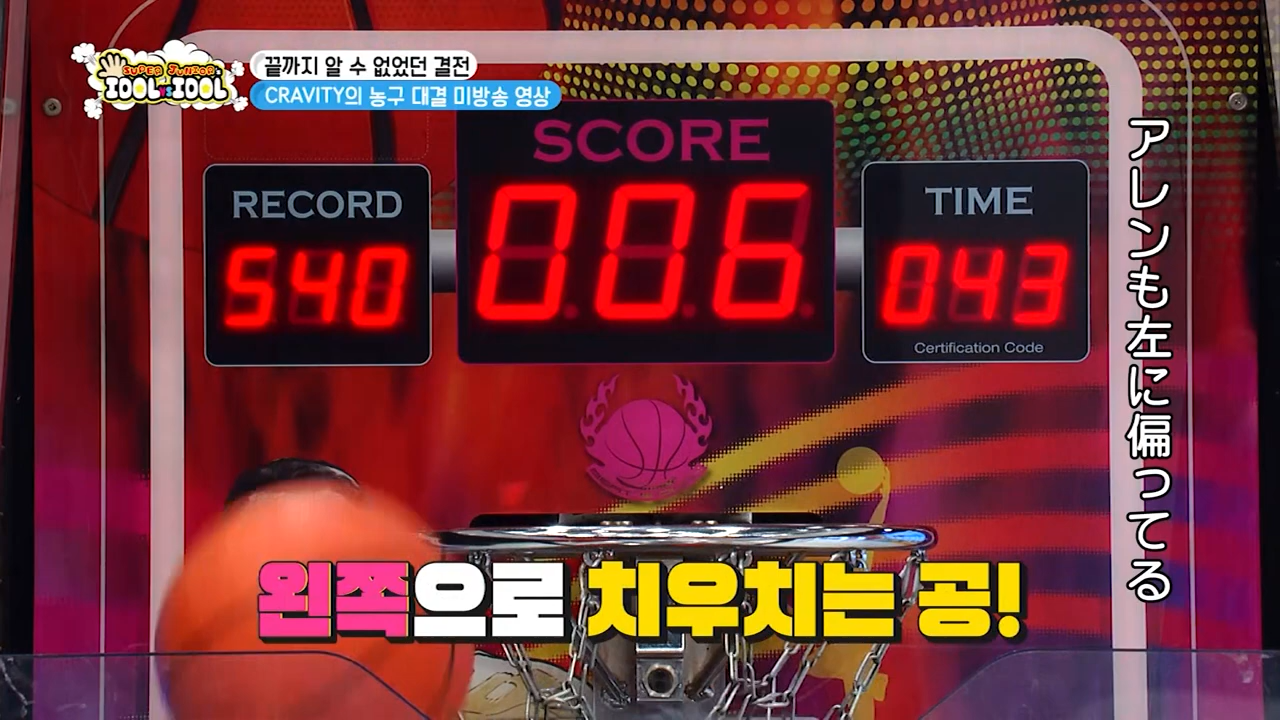 SUPER JUNIOR's
IDOL vs IDOL
끝까지 알 수 없었던 결전
CRAVITY의 농구 대결 미방송 영상
SCORE
006
RECORD
540
TIME
043
Certification Code
アレンも左に偏ってる
왼쪽으로 치우치는 공!